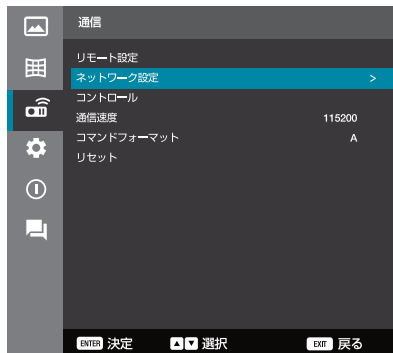 通信
リモート設定
ネットワーク設定 >
コントロール
通信速度 115200
コマンドフォーマット A
リセット
ENTER 決定 ▲▼ 選択 EXIT 戻る